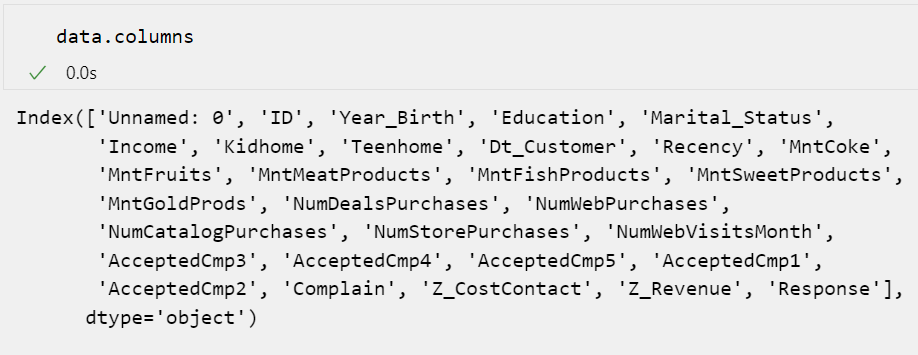 data.columns
0.0s
Index(['Unnamed: 0', 'ID', 'Year_Birth', 'Education', 'Marital_Status',
'Income', 'Kidhome', 'Teenhome', 'Dt_Customer', 'Recency', 'MntCoke',
'MntFruits', 'MntMeatProducts', 'MntFishProducts', 'MntSweetProducts',
'MntGoldProds', 'NumDealsPurchases', 'NumWebPurchases',
'NumCatalogPurchases', 'NumStorePurchases', 'NumWebVisitsMonth',
'AcceptedCmp3', 'AcceptedCmp4', 'AcceptedCmp5', 'AcceptedCmp1',
'AcceptedCmp2', 'Complain', 'Z_CostContact', 'Z_Revenue', 'Response'],
dtype='object')